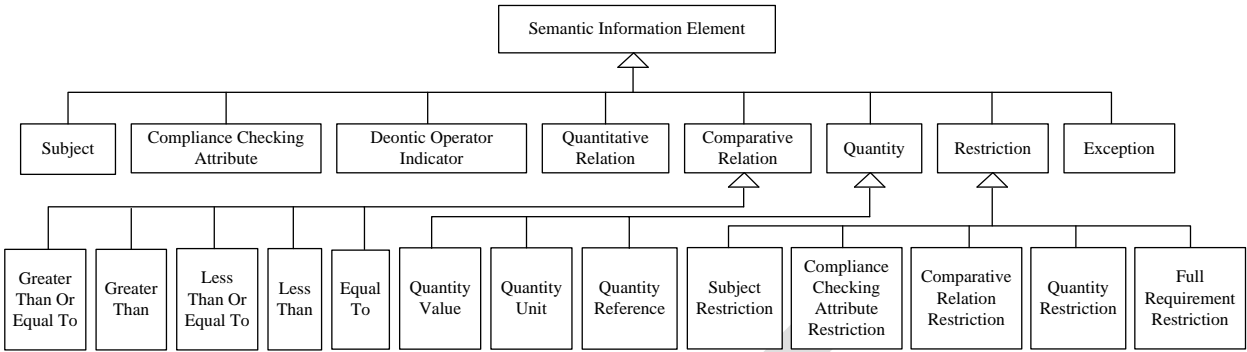 Semantic Information Element
Subject
Compliance Checking
Attribute
Deontic Operator
Indicator
Quantitative
Relation
Comparative
Relation
Quantity
Restriction
Exception
Greater
Than Or
Equal To
Greater
Than
Less
Than Or
Equal To
Less
Than
Equal
To
Quantity
Value
Quantity
Unit
Quantity
Reference
Subject
Restriction
Compliance
Checking
Attribute
Restriction
Comparative
Relation
Restriction
Quantity
Restriction
Full
Requirement
Restriction